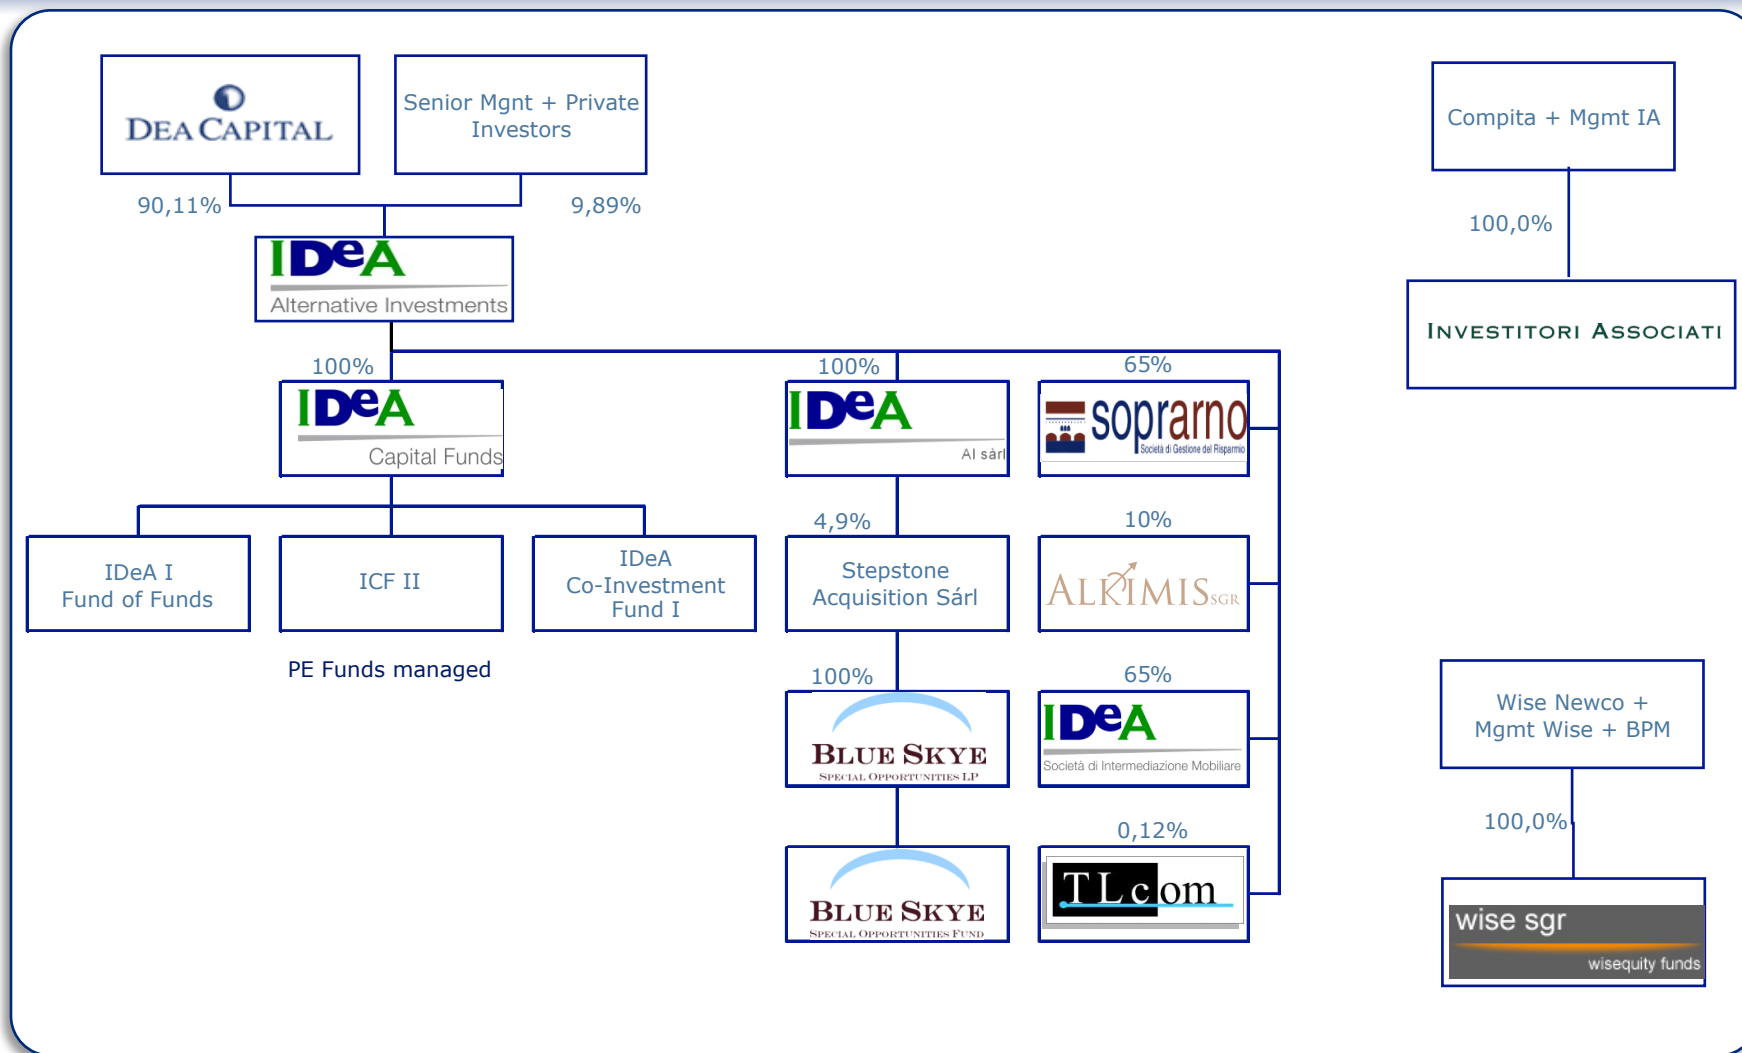 DEA CAPITAL
Senior Mgnt + Private
Investors
90,11%
9,89%
IDeA
Alternative Investments
100%
IDeA
Capital Funds
IDeA I
Fund of Funds
ICF II
IDeA
Co-Investment
Fund I
PE Funds managed
100%
IDeA
AI sàrl
4,9%
Stepstone
Acquisition Sárl
100%
BLUE SKYE
SPECIAL OPPORTUNITIES LP
BLUE SKYE
SPECIAL OPPORTUNITIES FUND
65%
soprarno
Società di Gestione del Risparmio
10%
ALKIMIS SGR
65%
IDeA
Società di Intermediazione Mobiliare
0,12%
TLcom
Compita + Mgmt IA
100,0%
INVESTITORI ASSOCIATI
Wise Newco +
Mgmt Wise + BPM
100,0%
wise sgr
wisequity funds